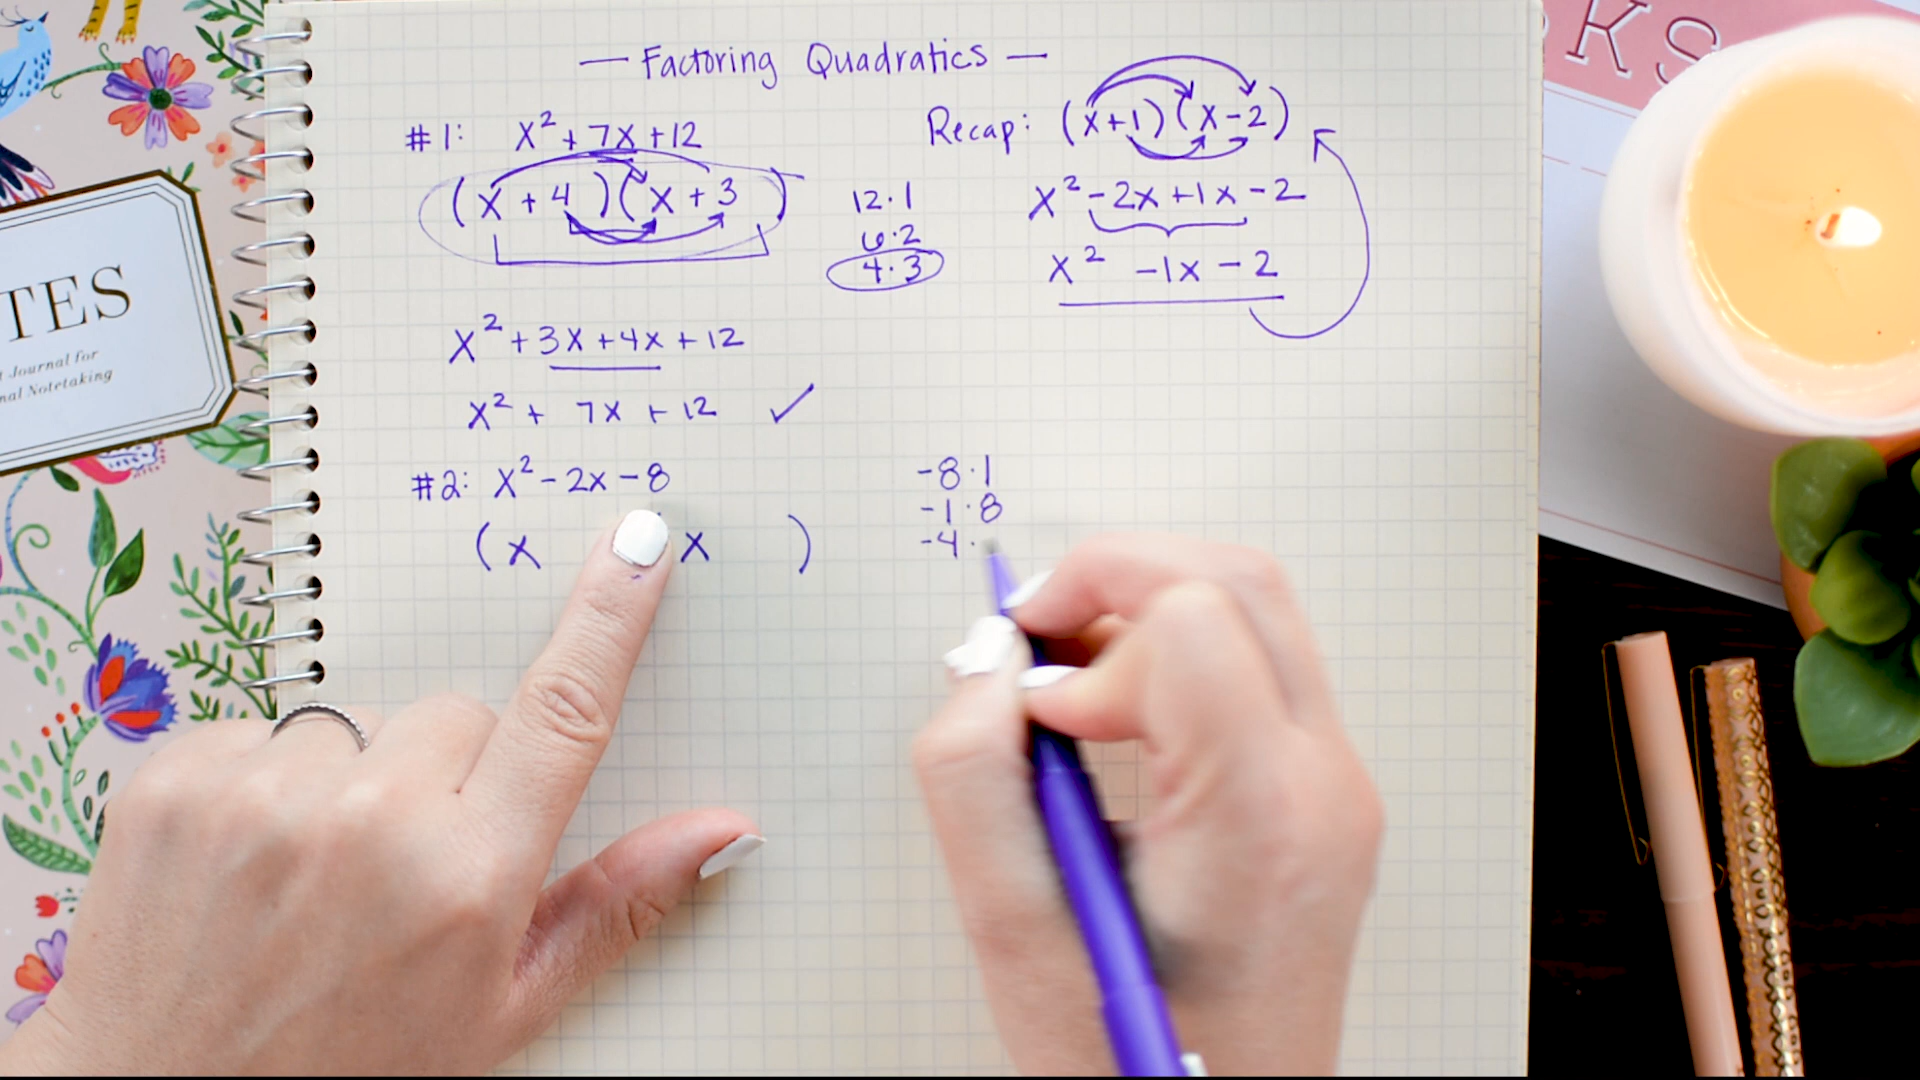 — Factoring Quadratics —
#1: x² + 7x + 12
(x + 4)(x + 3)
12·1
6·2
4·3
x² + 3x + 4x + 12
x² + 7x + 12 ✓
Recap: (x+1)(x-2)
x² -2x +1x -2
x² -1x -2
#2: x² - 2x - 8
(x x )
-8·1
-1·8
-4·
TES
Journal for
Notetaking
KS